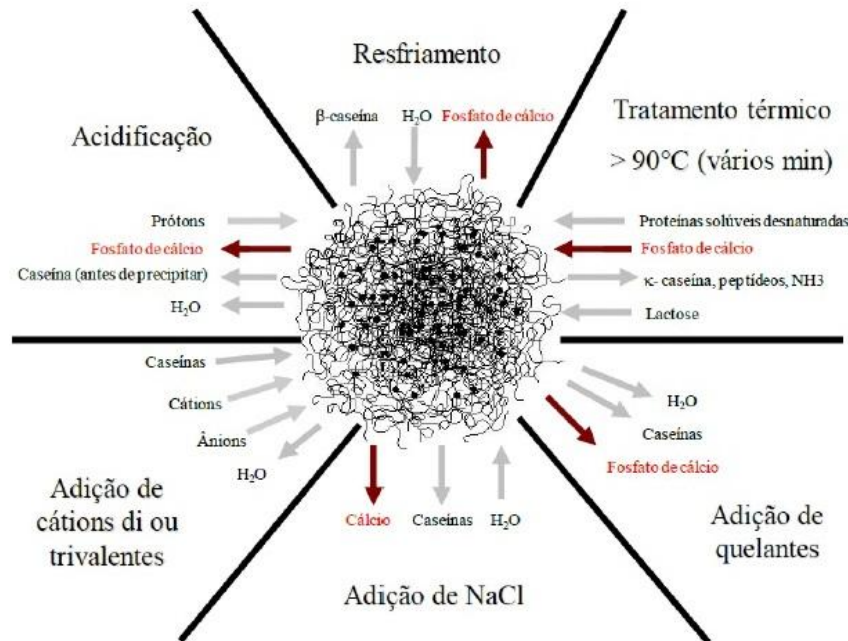 Resfriamento
β-caseína
H₂O
Fosfato de cálcio
Tratamento térmico
> 90°C (vários min)
Proteínas solúveis desnaturadas
Fosfato de cálcio
κ- caseína, peptídeos, NH3
Lactose
H₂O
Caseínas
Fosfato de cálcio
Adição de
quelantes
Cálcio
Caseínas
H₂O
Adição de NaCl
Caseínas
Cátions
Ânions
H₂O
Adição de
cátions di ou
trivalentes
Acidificação
Prótons
Fosfato de cálcio
Caseína (antes de precipitar)
H₂O